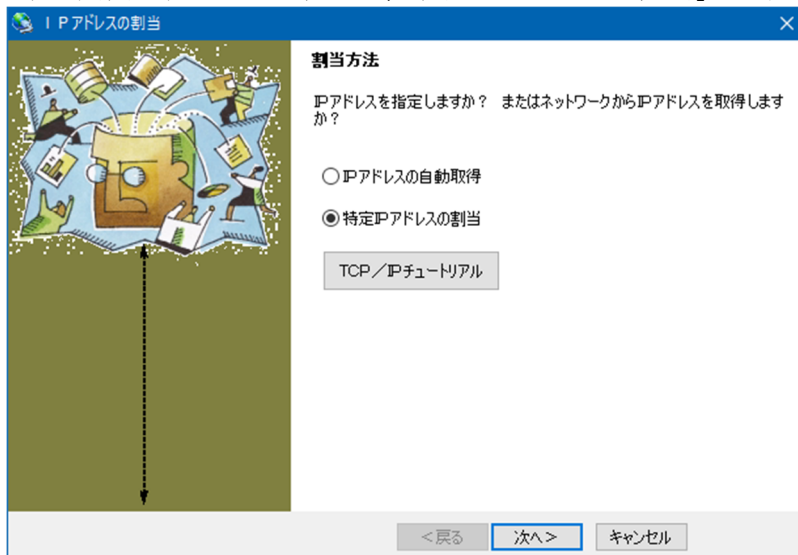 ＩＰアドレスの割当
割当方法
IPアドレスを指定しますか？ またはネットワークからIPアドレスを取得します
か？
IPアドレスの自動取得
特定IPアドレスの割当
TCP／IPチュートリアル
<戻る
次へ>
キャンセル